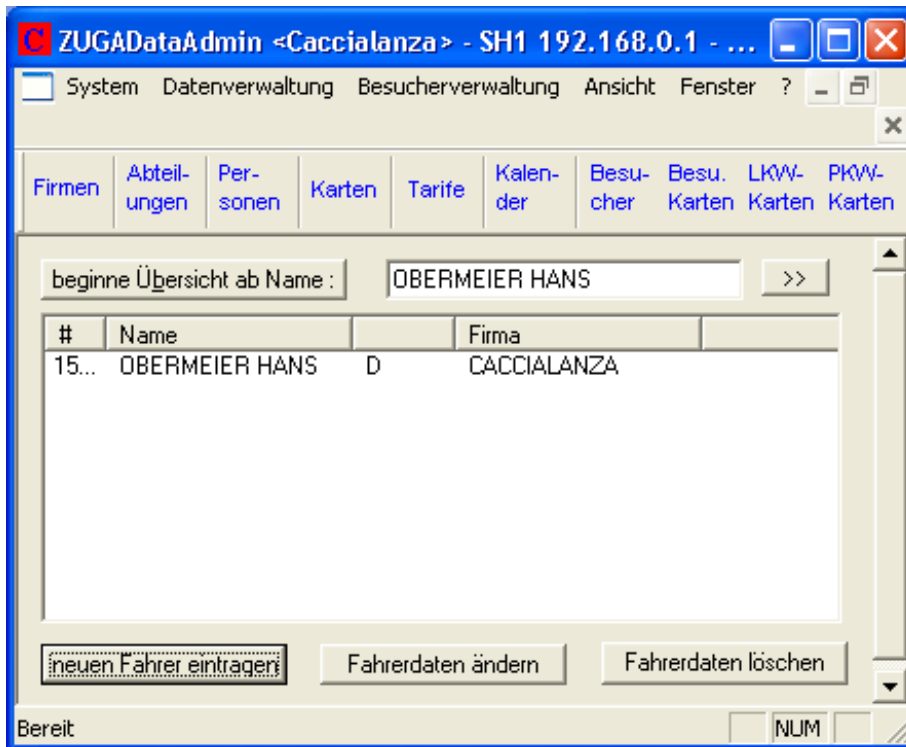 C ZUGADataAdmin <Caccialanza> - SH1 192.168.0.1 - ...
System Datenverwaltung Besucherverwaltung Ansicht Fenster ?
Firmen Abteil- Per- Karten Tarife Kalen- Besu- Besu. LKW- PKW-
ungen sonen der cher Karten Karten Karten
beginne Übersicht ab Name : OBERMEIER HANS >>
# Name Firma
15... OBERMEIER HANS D CACCIALANZA
neuen Fahrer eintragen Fahrerdaten ändern Fahrerdaten löschen
Bereit NUM